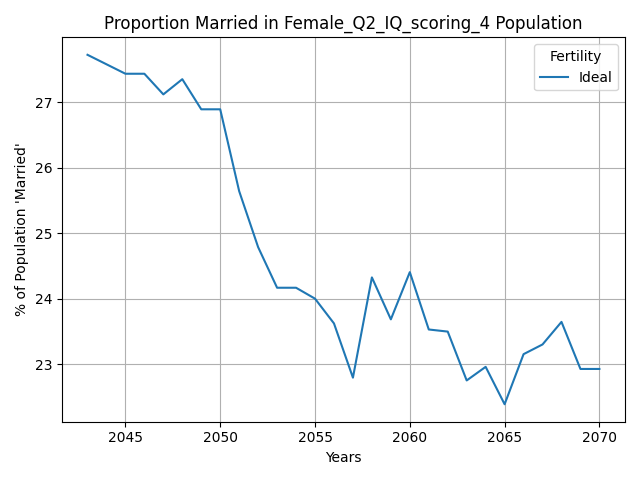 Proportion Married in Female_Q2_IQ_scoring_4 Population
Fertility
Ideal
% of Population 'Married'
27
26
25
24
23
2045 2050 2055 2060 2065 2070
Years